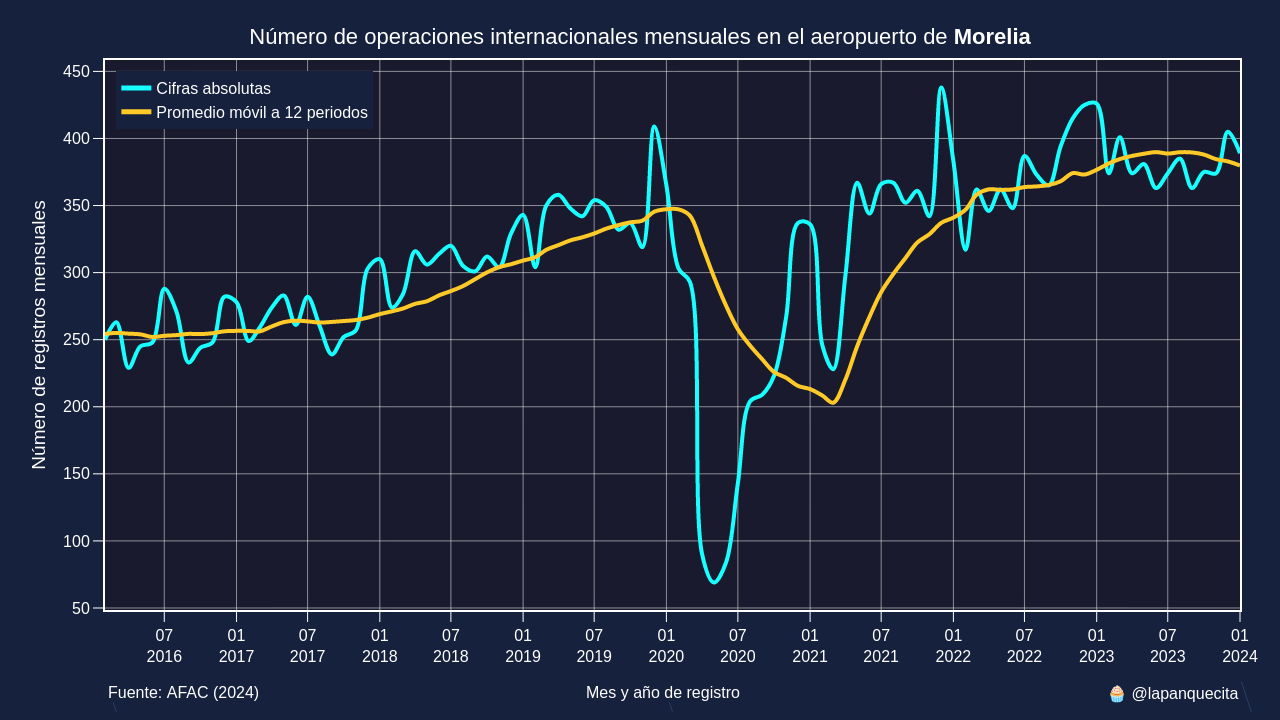 Número de operaciones internacionales mensuales en el aeropuerto de Morelia
Cifras absolutas
Promedio móvil a 12 periodos
Número de registros mensuales
450
400
350
300
250
200
150
100
50
07 01 07 01 07 01 07 01 07 01 07 01 07 01 07 01
2016 2017 2017 2018 2018 2019 2019 2020 2020 2021 2021 2022 2022 2023 2023 2024
Fuente: AFAC (2024)
Mes y año de registro
🧁 @lapanquecita